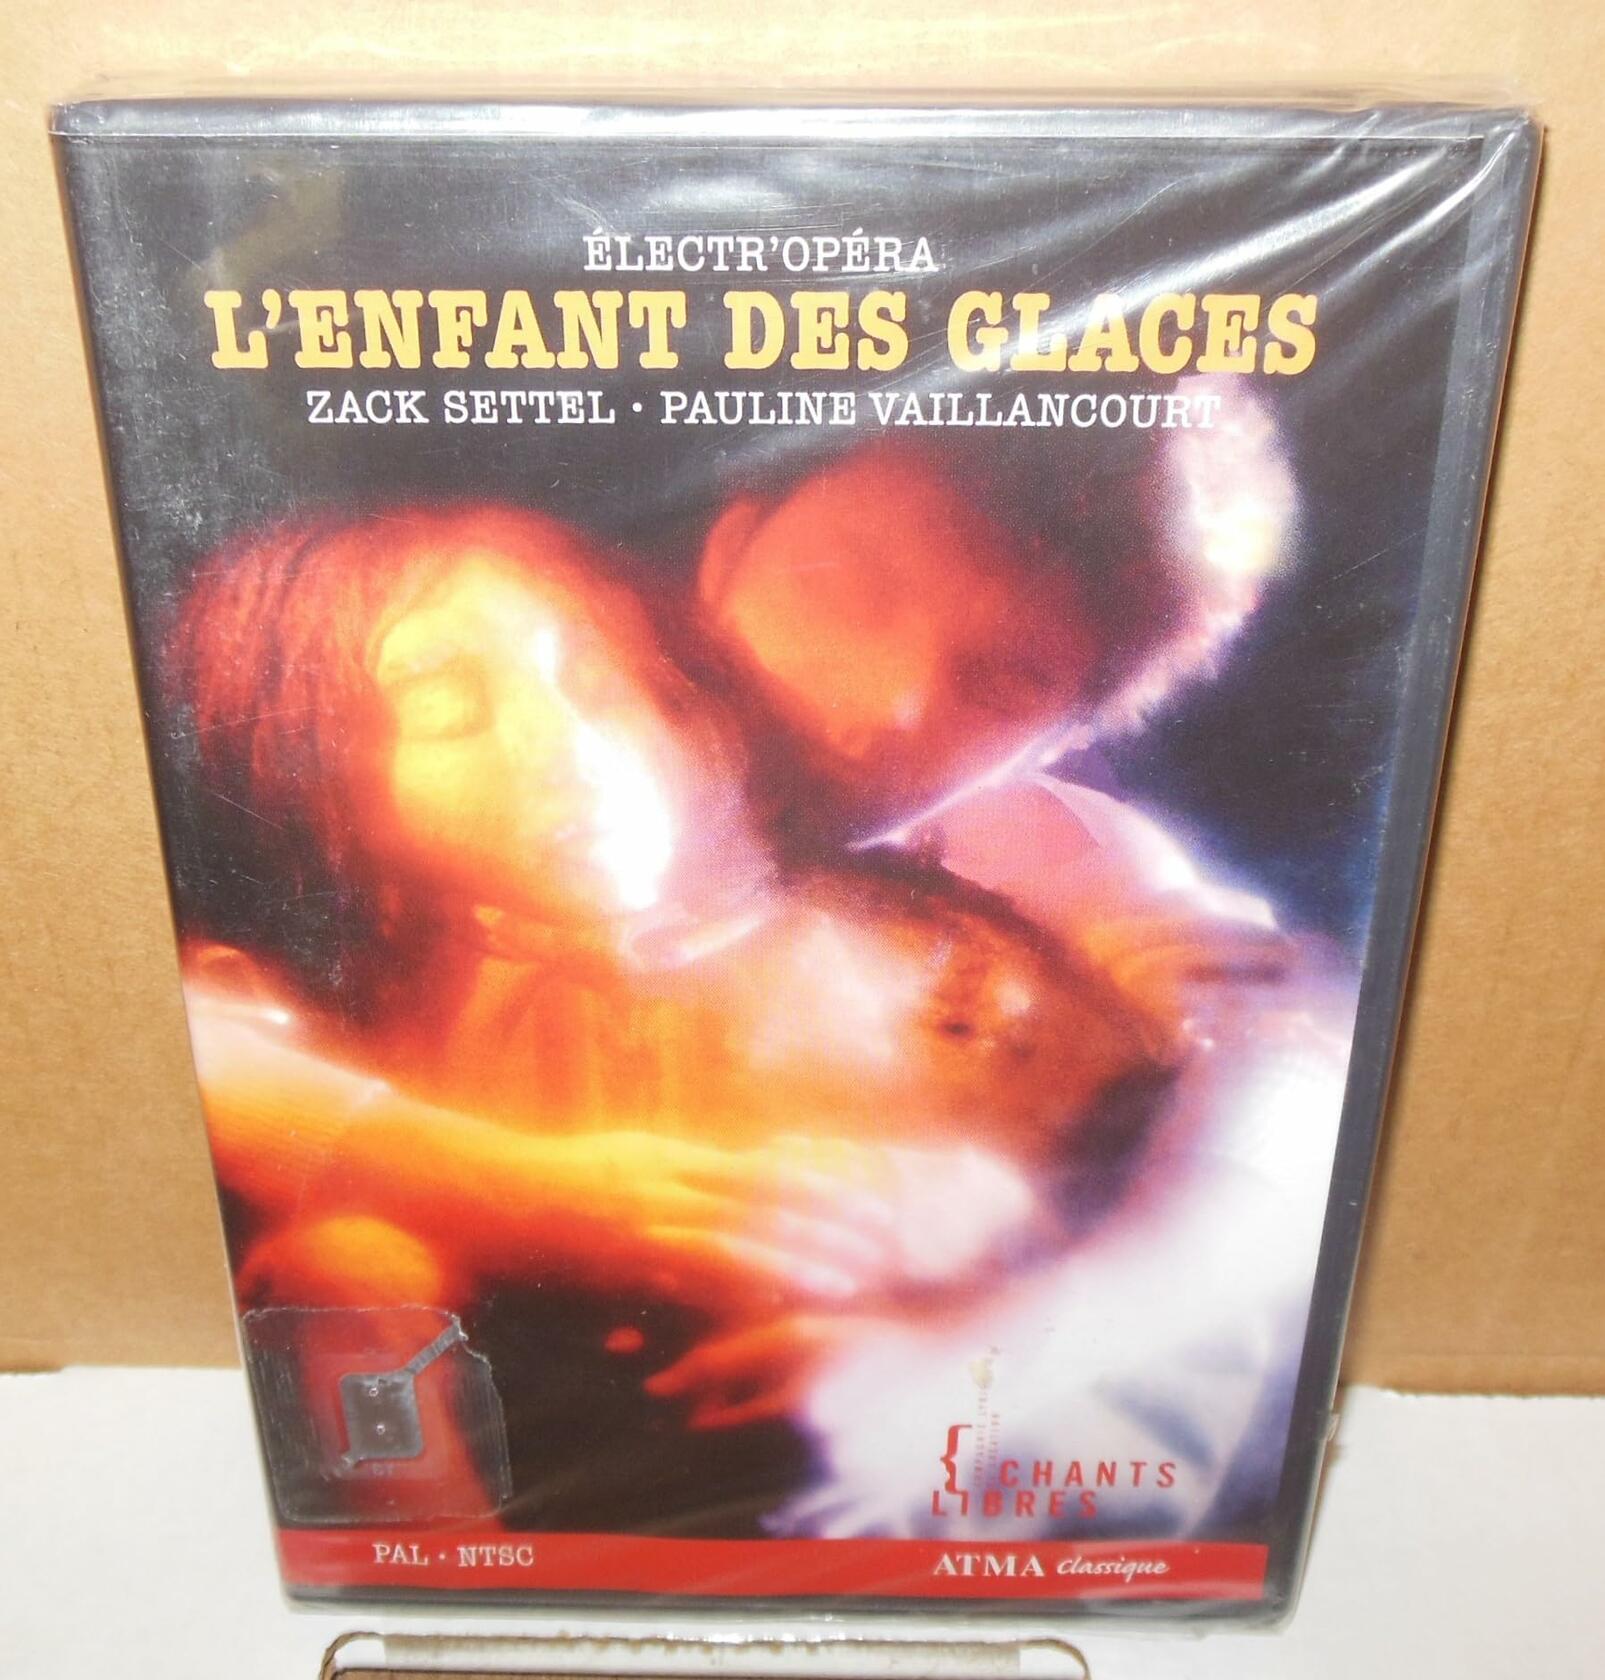 ÉLECTR'OPÉRA
L'ENFANT DES GLACES
ZACK SETTEL • PAULINE VAILLANCOURT
{ CHANTS
LIBRES
PAL • NTSC
ATMA Classique